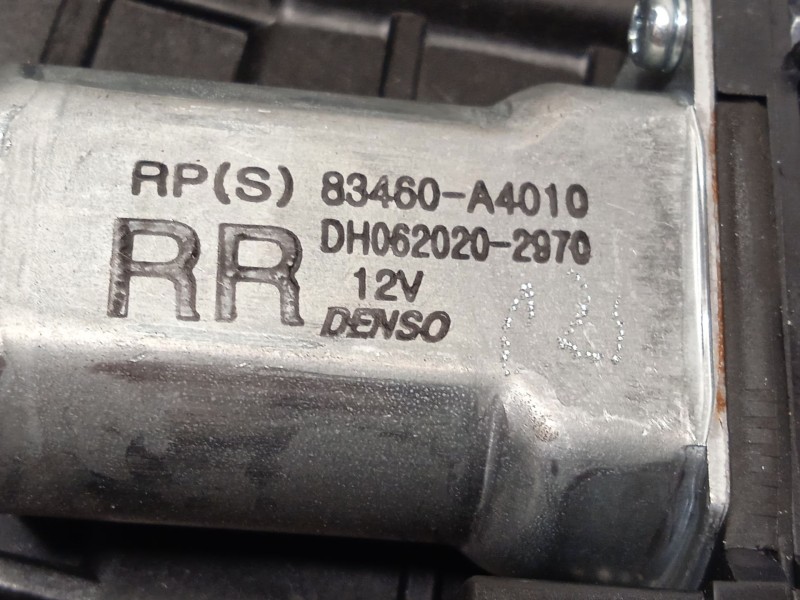 RP(S) 83460-A4010
RR DH062020-2970
12V
DENSO